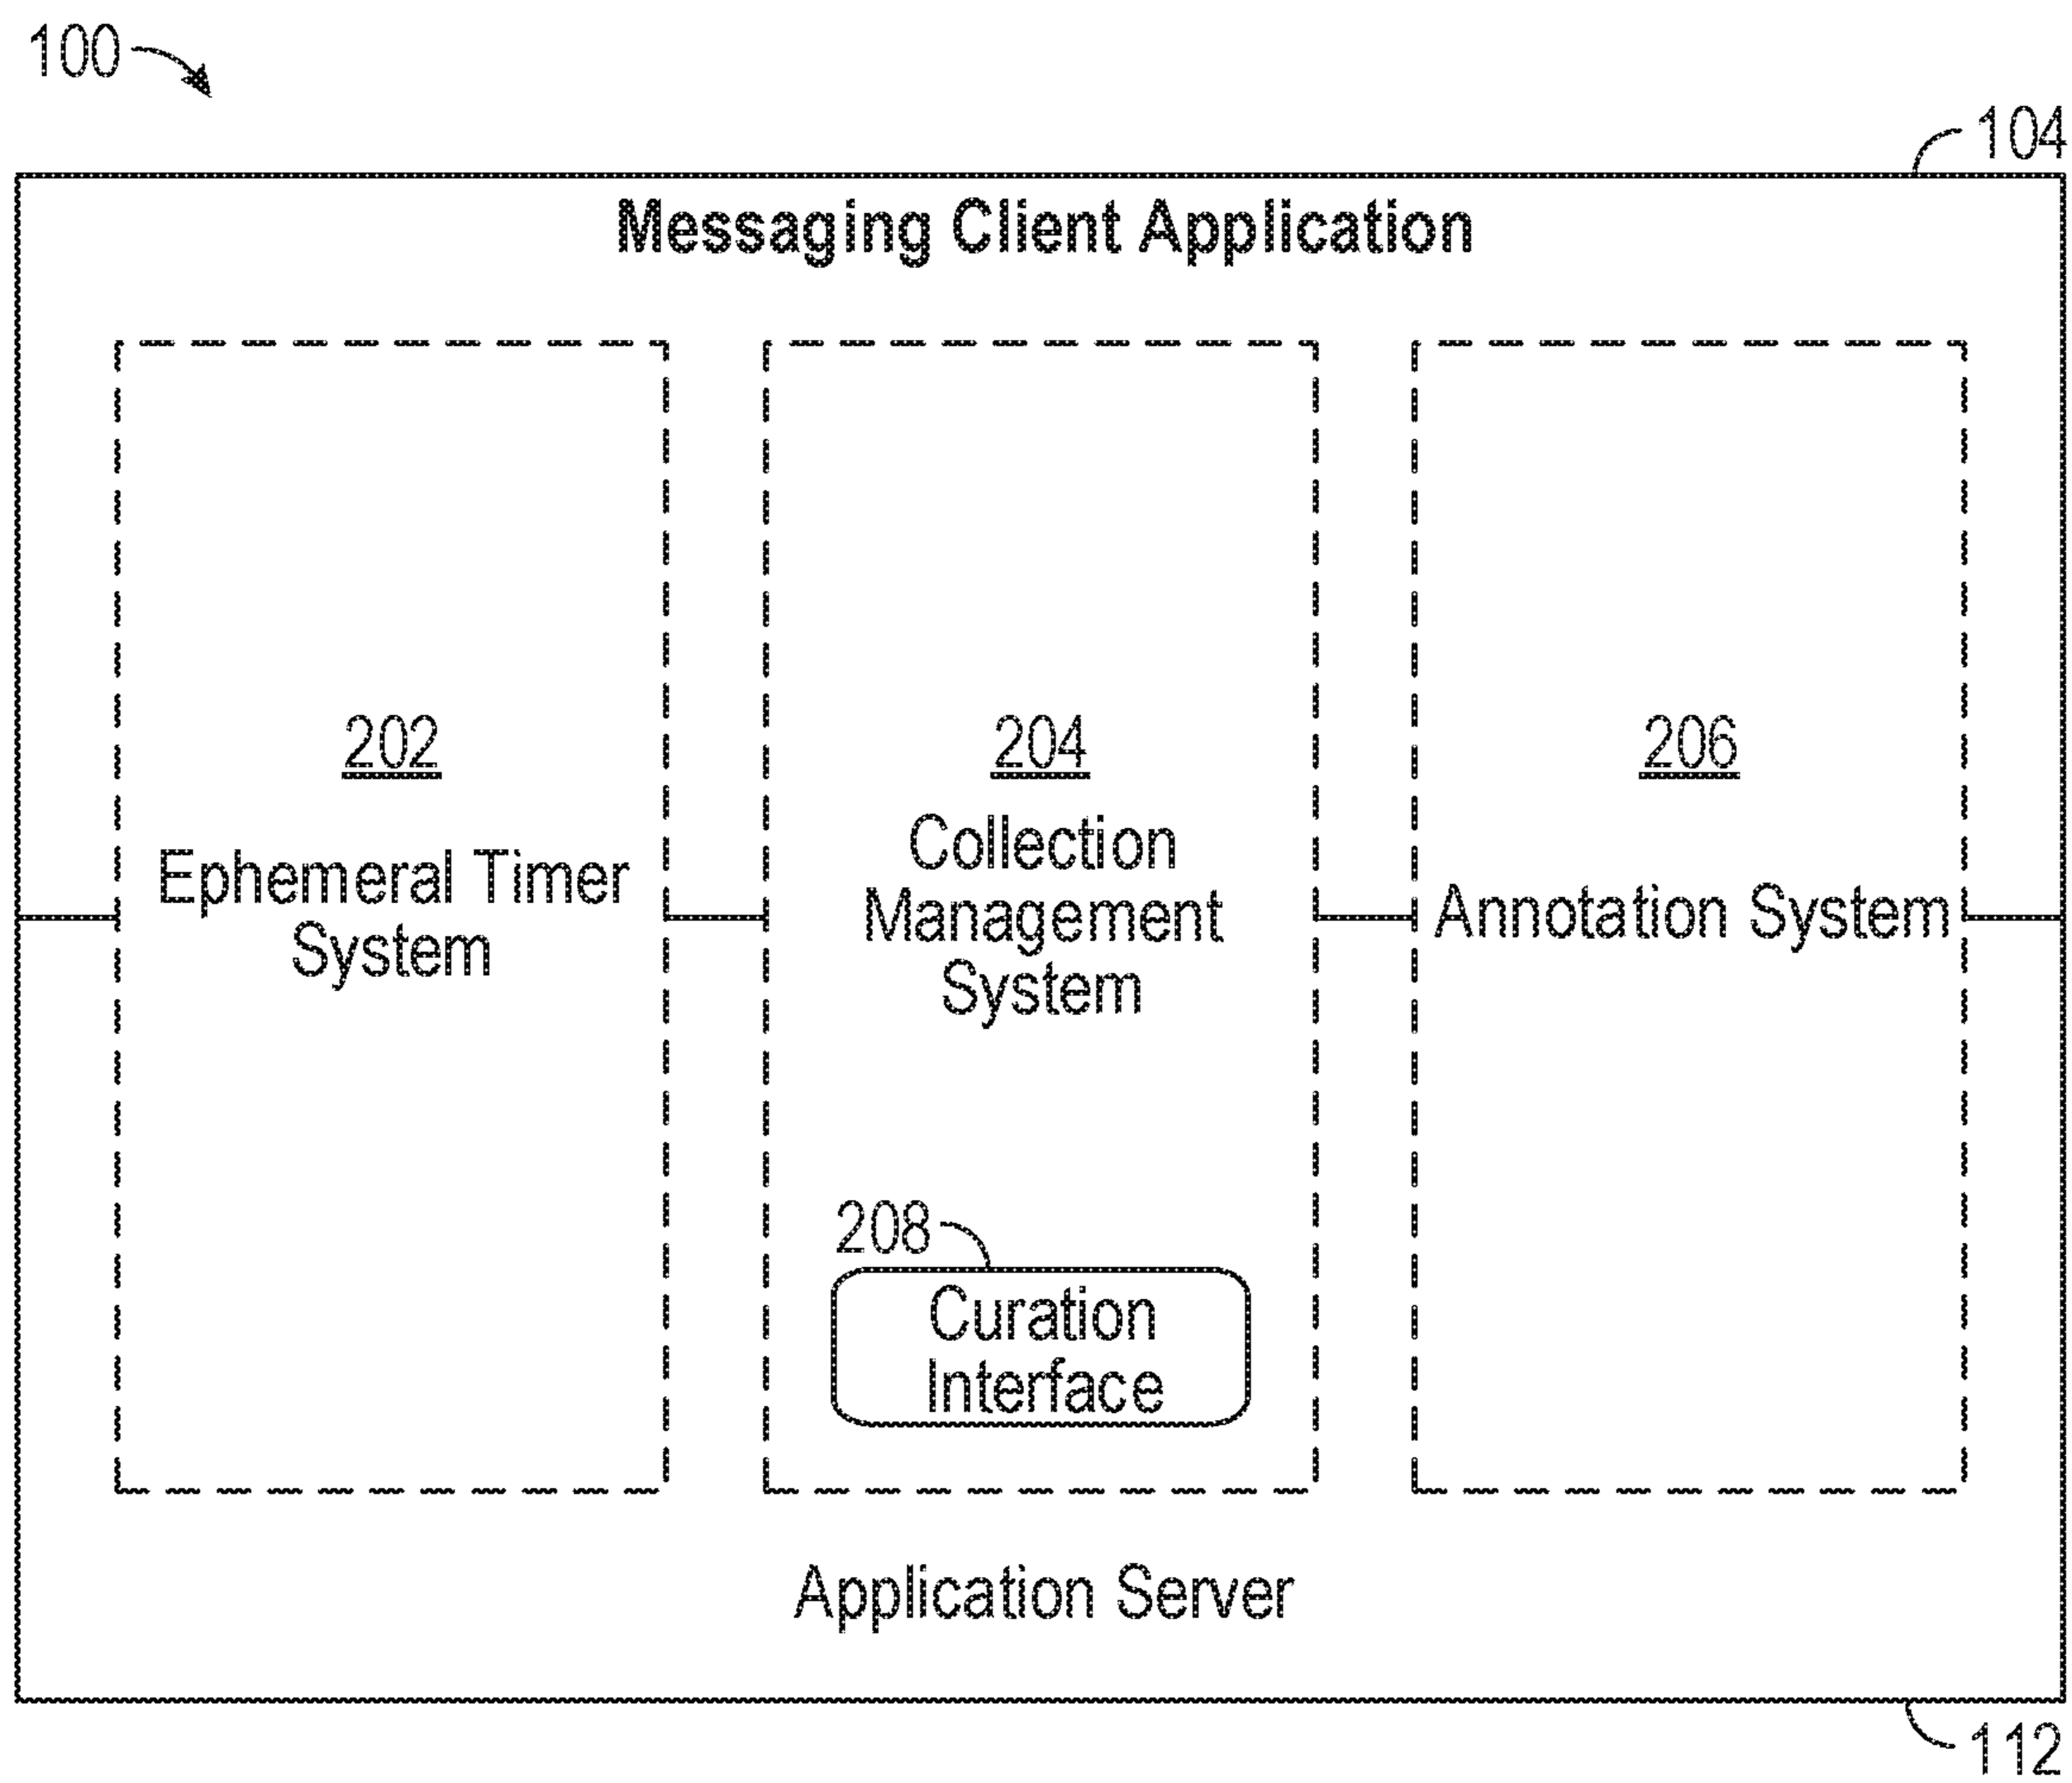 100
104
Messaging Client Application
202
Ephemeral Timer
System
204
Collection
Management
System
208
Curation
Interface
206
Annotation System
Application Server
112